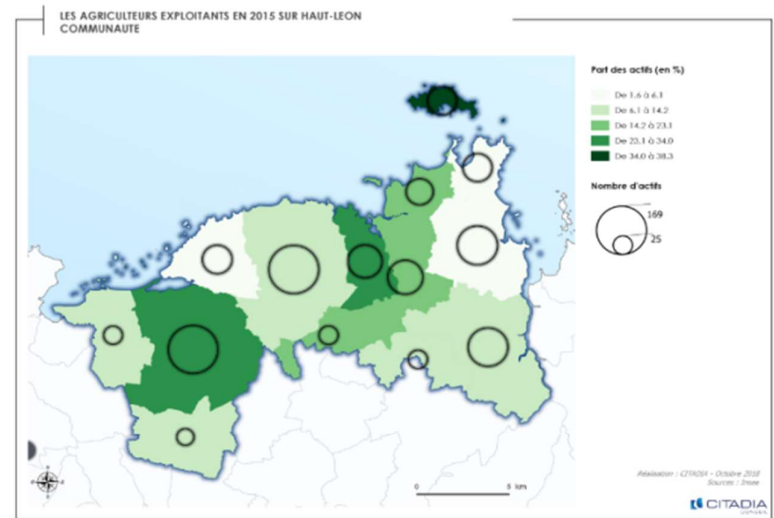 LES AGRICULTEURS EXPLOITANTS EN 2015 SUR HAUT-LEON
COMMUNAUTE
Part des actifs (en %)
De 1.6 à 6.1
De 6.1 à 14.2
De 14.2 à 23.1
De 23.1 à 34.0
De 34.0 à 38.3
Nombre d'actifs
169
25
0 5 km
Réalisation : CITADIA - Octobre 2018
Sources : Insee
CITADIA